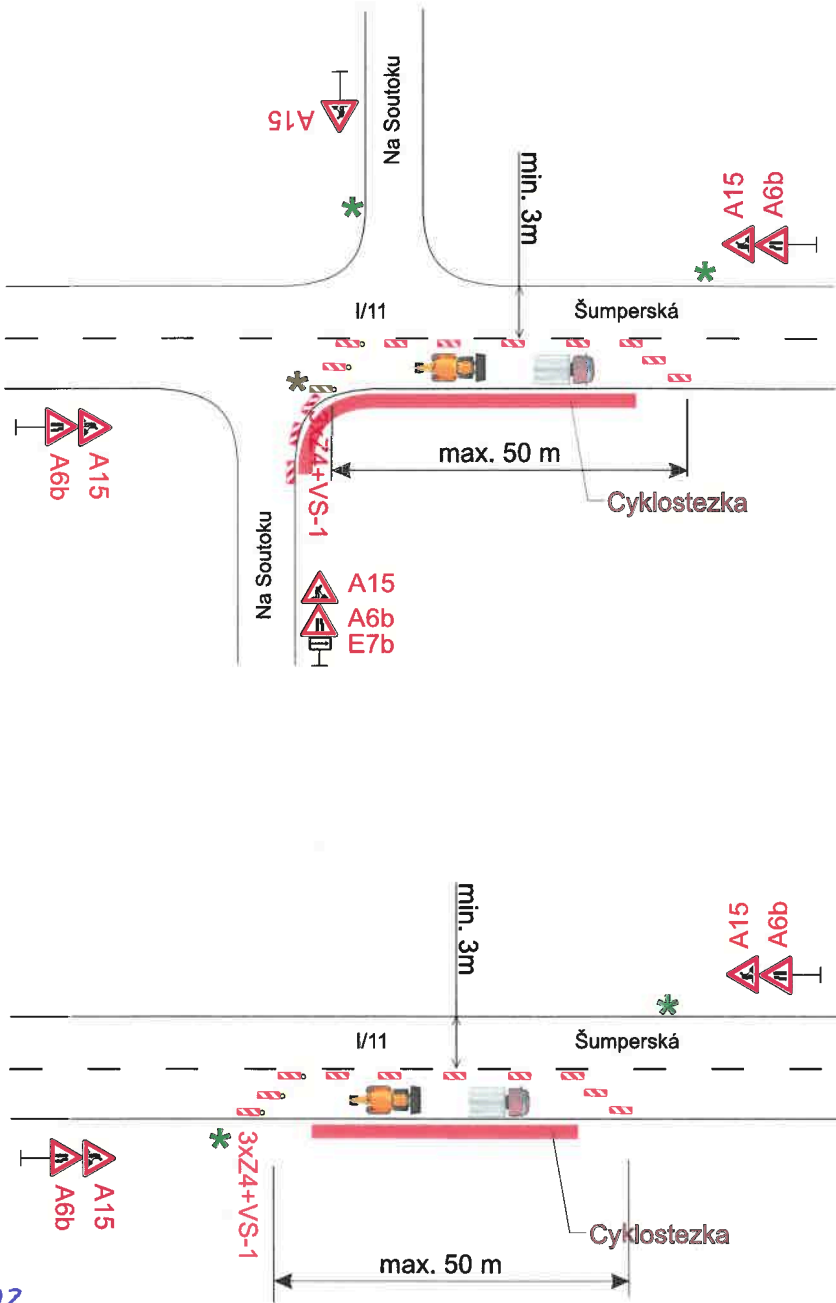 A15
Na Soutoku
min. 3m
A15
A6b
I/11
Šumperská
max. 50 m
Cyklostezka
A6b
A15
Z4+VS-1
Na Soutoku
A15
A6b
E7b
min. 3m
A15
A6b
I/11
Šumperská
A6b
A15
3xZ4+VS-1
Cyklostezka
max. 50 m